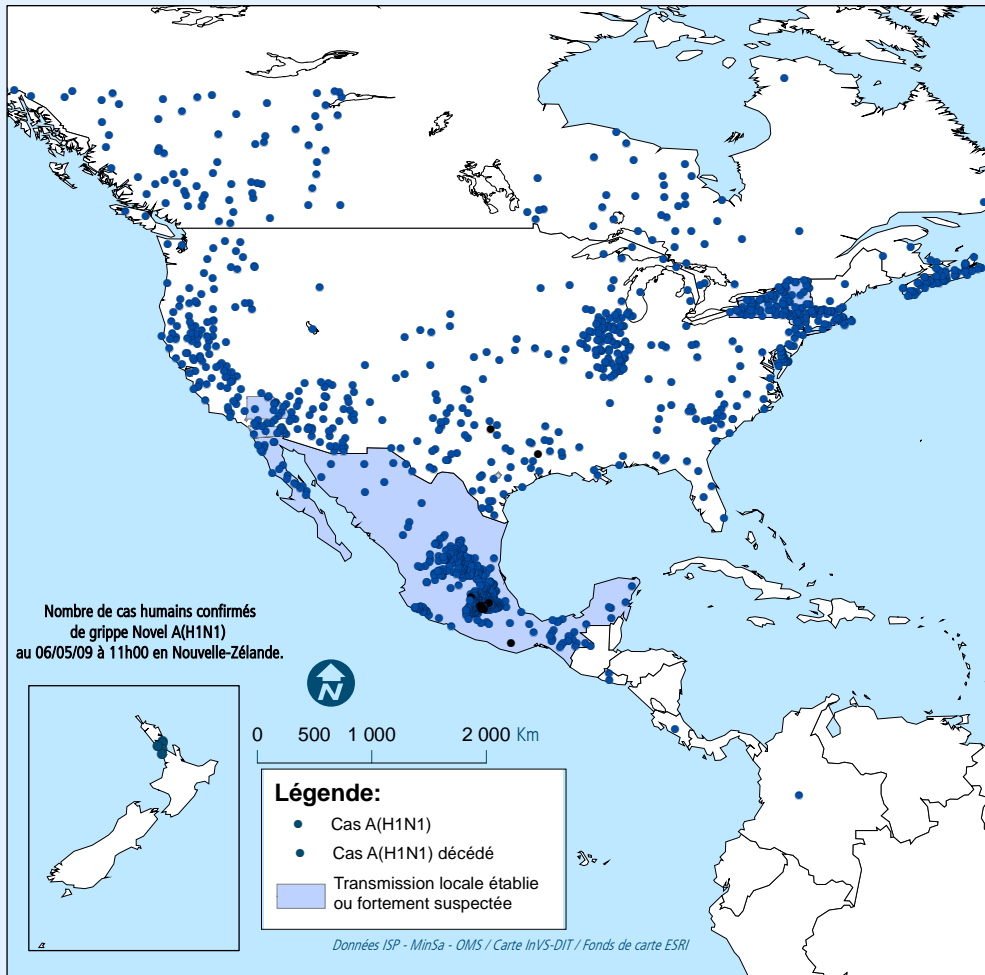 Nombre de cas humains confirmés
de grippe Novel A(H1N1)
au 06/05/09 à 11h00 en Nouvelle-Zélande.
N
0 500 1 000 2 000 Km
Légende:
Cas A(H1N1)
Cas A(H1N1) décédé
Transmission locale établie
ou fortement suspectée
Données ISP - MinSa - OMS / Carte InVS-DIT / Fonds de carte ESRI